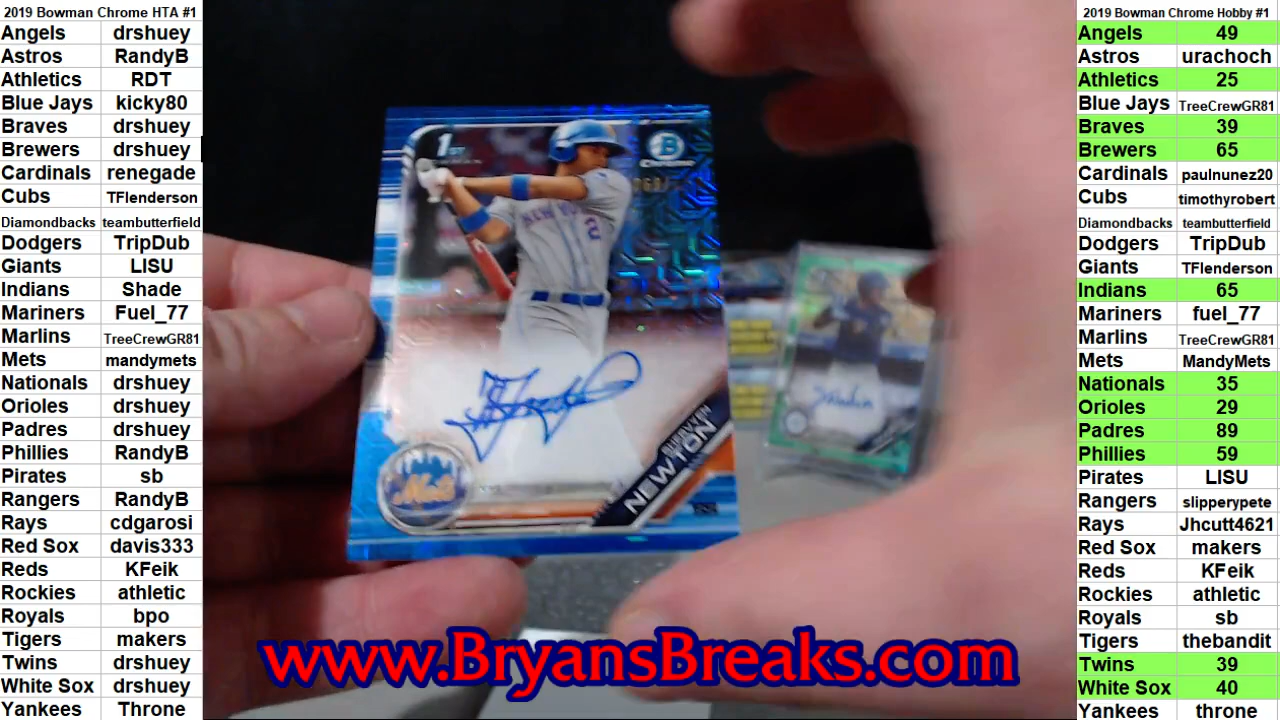 2019 Bowman Chrome HTA #1
Angels drshuey
Astros RandyB
Athletics RDT
Blue Jays kicky80
Braves drshuey
Brewers drshuey
Cardinals renegade
Cubs TFlenderson
Diamondbacks teambutterfield
Dodgers TripDub
Giants LISU
Indians Shade
Mariners Fuel_77
Marlins TreeCrewGR81
Mets mandymets
Nationals drshuey
Orioles drshuey
Padres drshuey
Phillies RandyB
Pirates sb
Rangers RandyB
Rays cdgarosi
Red Sox davis333
Reds KFeik
Rockies athletic
Royals bpo
Tigers makers
Twins drshuey
White Sox drshuey
Yankees Throne
1ST
B
Chrome
NEW YORK
2
Mets
NEWTON
SS
www.BryansBreaks.com
2019 Bowman Chrome Hobby #1
Angels 49
Astros urachoch
Athletics 25
Blue Jays TreeCrewGR81
Braves 39
Brewers 65
Cardinals paulnunez20
Cubs timothyrobert
Diamondbacks teambutterfield
Dodgers TripDub
Giants TFlenderson
Indians 65
Mariners fuel_77
Marlins TreeCrewGR81
Mets MandyMets
Nationals 35
Orioles 29
Padres 89
Phillies 59
Pirates LISU
Rangers slipperypete
Rays Jhcutt4621
Red Sox makers
Reds KFeik
Rockies athletic
Royals sb
Tigers thebandit
Twins 39
White Sox 40
Yankees throne